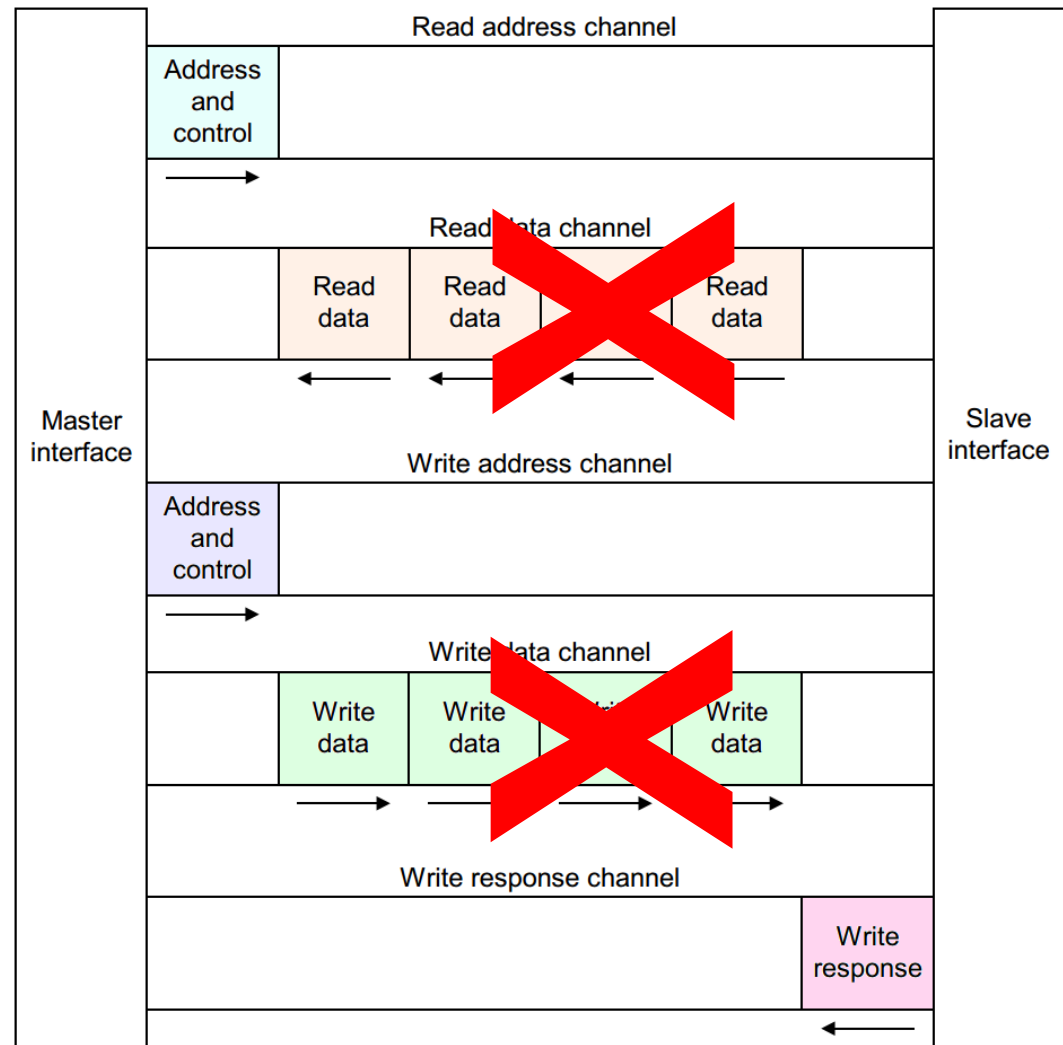 Read address channel
Address
and
control
Read data channel
Read
data
Read
data
Read
data
Master
interface
Slave
interface
Write address channel
Address
and
control
Write data channel
Write
data
Write
data
Write
data
Write response channel
Write
response